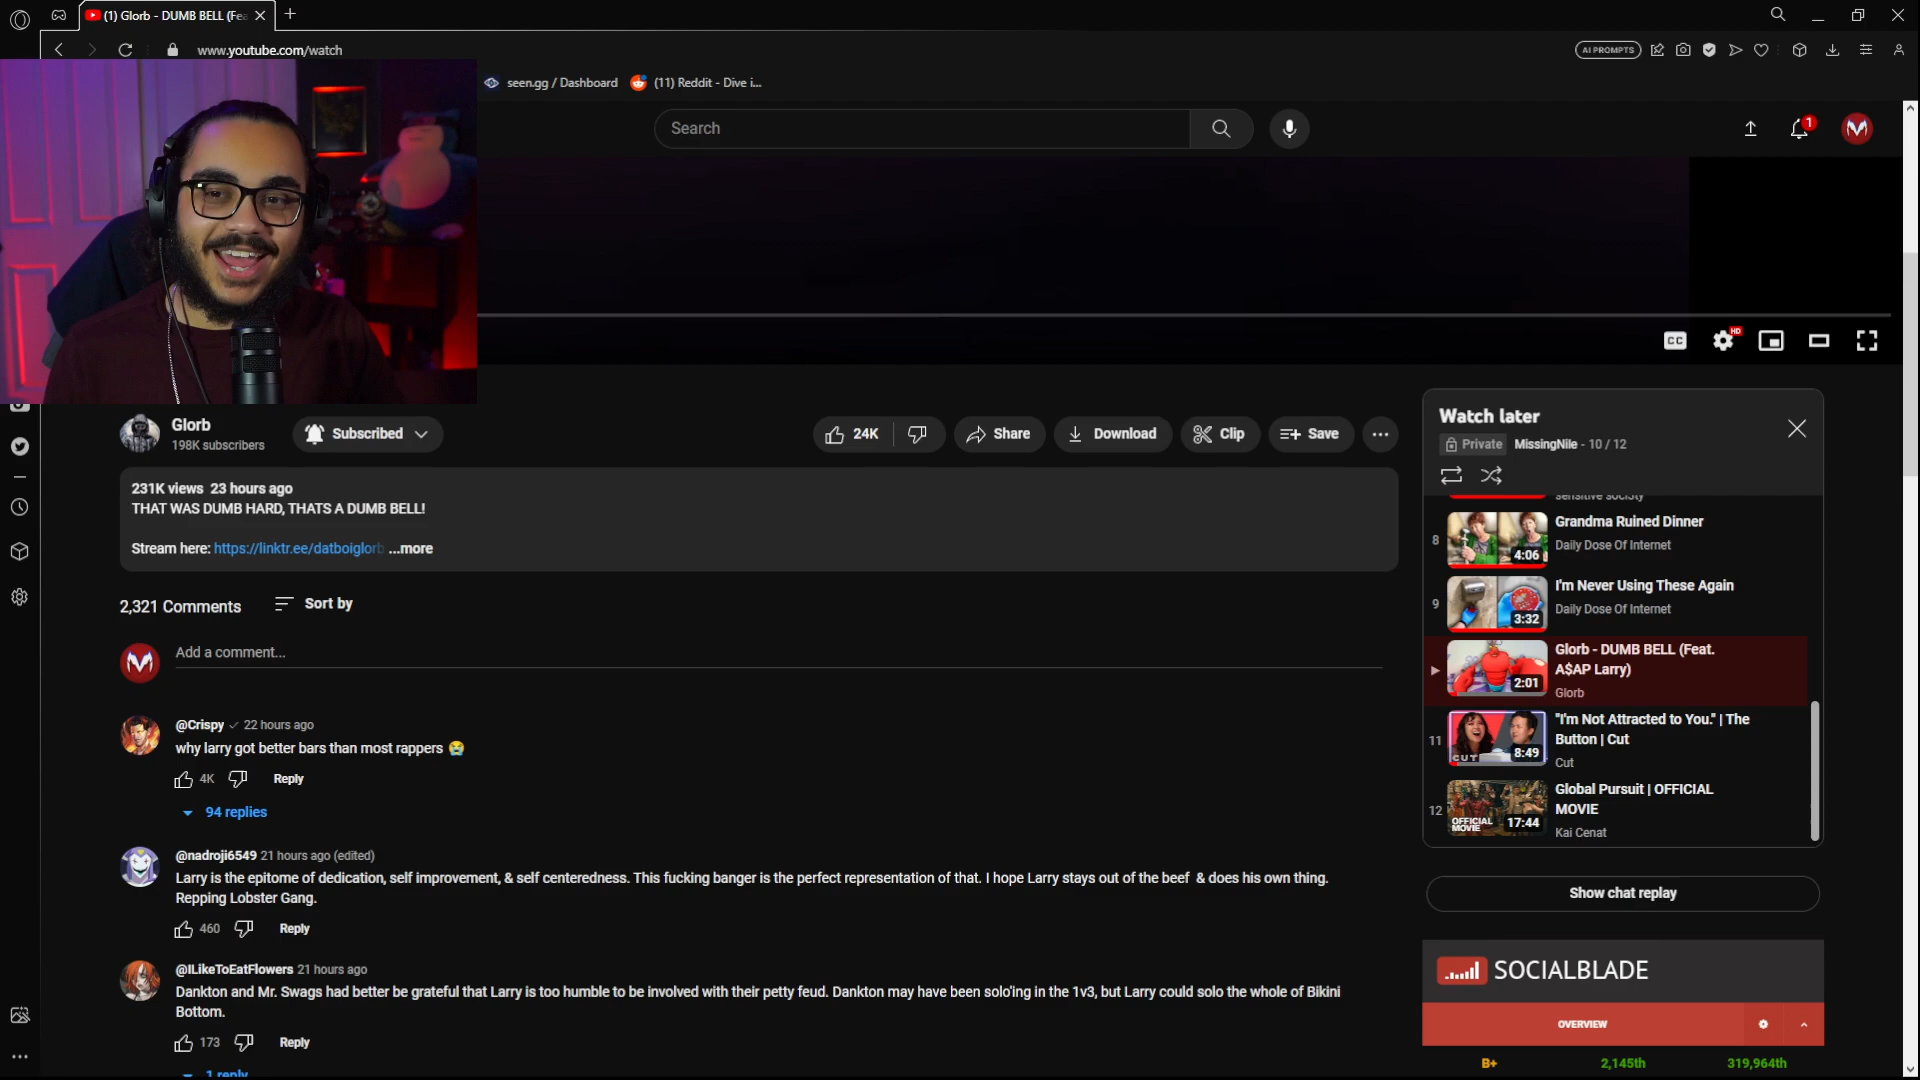 (1) Glorb - DUMB BELL (Fea
www.youtube.com/watch
AI PROMPTS
seen.gg / Dashboard
(11) Reddit - Dive i...
Search
1
CC
HD
Glorb
198K subscribers
Subscribed
24K
Share
Download
Clip
Save
231K views 23 hours ago
THAT WAS DUMB HARD, THATS A DUMB BELL!
Stream here: https://linktr.ee/datboiglorb ...more
2,321 Comments
Sort by
Add a comment...
@Crispy 22 hours ago
why larry got better bars than most rappers 😭
4K
Reply
94 replies
@nadroji6549 21 hours ago (edited)
Larry is the epitome of dedication, self improvement, & self centeredness. This fucking banger is the perfect representation of that. I hope Larry stays out of the beef & does his own thing.
Repping Lobster Gang.
460
Reply
@ILikeToEatFlowers 21 hours ago
Dankton and Mr. Swags had better be grateful that Larry is too humble to be involved with their petty feud. Dankton may have been solo'ing in the 1v3, but Larry could solo the whole of Bikini
Bottom.
173
Reply
1 reply
Watch later
Private MissingNile - 10 / 12
sensitive soci3ty
8
4:06
Grandma Ruined Dinner
Daily Dose Of Internet
9
3:32
I'm Never Using These Again
Daily Dose Of Internet
2:01
Glorb - DUMB BELL (Feat.
A$AP Larry)
Glorb
11
CUT
8:49
"I'm Not Attracted to You." | The
Button | Cut
Cut
12
OFFICIAL
MOVIE
17:44
Global Pursuit | OFFICIAL
MOVIE
Kai Cenat
Show chat replay
SOCIALBLADE
OVERVIEW
B+
2,145th
319,964th